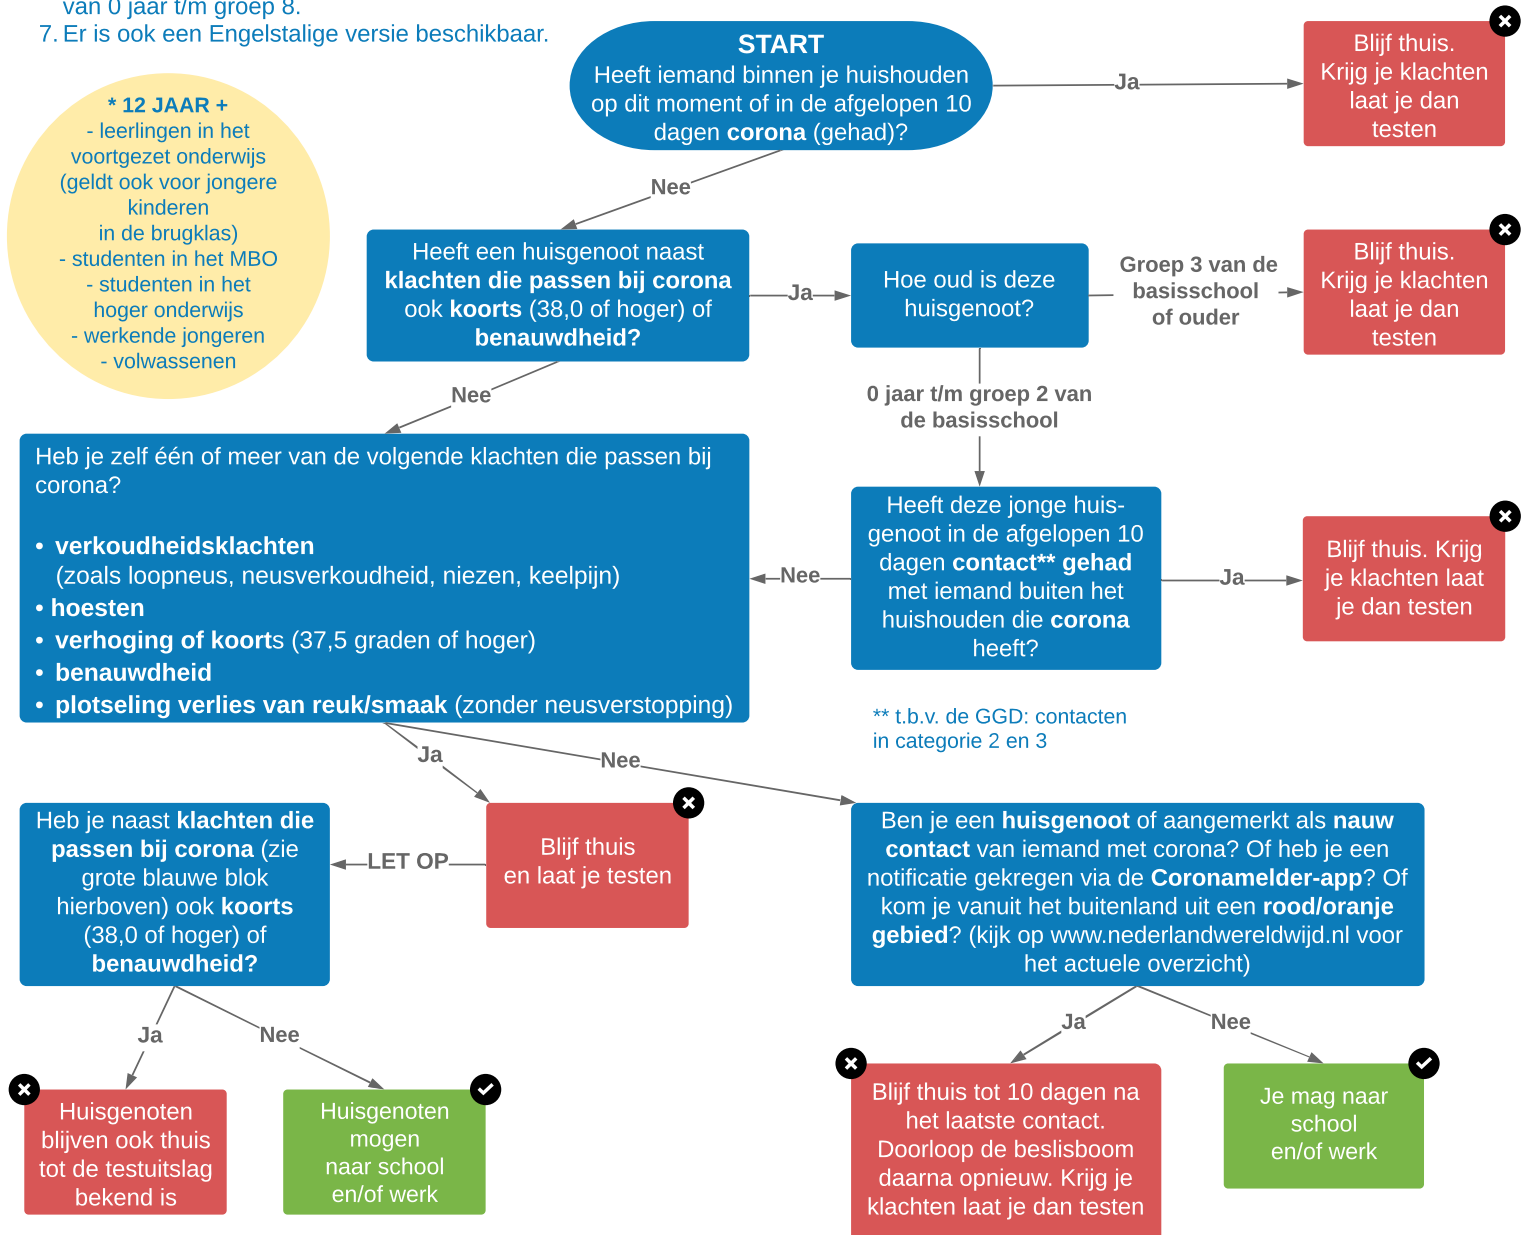 van 0 jaar t/m groep 8.
7. Er is ook een Engelstalige versie beschikbaar.
* 12 JAAR +
- leerlingen in het
voortgezet onderwijs
(geldt ook voor jongere
kinderen
in de brugklas)
- studenten in het MBO
- studenten in het
hoger onderwijs
- werkende jongeren
- volwassenen
START
Heeft iemand binnen je huishouden
op dit moment of in de afgelopen 10
dagen corona (gehad)?
Ja
Blijf thuis.
Krijg je klachten
laat je dan
testen
Nee
Heeft een huisgenoot naast
klachten die passen bij corona
ook koorts (38,0 of hoger) of
benauwdheid?
Ja
Hoe oud is deze
huisgenoot?
Groep 3 van de
basisschool
of ouder
Blijf thuis.
Krijg je klachten
laat je dan
testen
Nee
0 jaar t/m groep 2 van
de basisschool
Heb je zelf één of meer van de volgende klachten die passen bij
corona?
• verkoudheidsklachten
(zoals loopneus, neusverkoudheid, niezen, keelpijn)
• hoesten
• verhoging of koorts (37,5 graden of hoger)
• benauwdheid
• plotseling verlies van reuk/smaak (zonder neusverstopping)
Nee
Heeft deze jonge huis-
genoot in de afgelopen 10
dagen contact** gehad
met iemand buiten het
huishouden die corona
heeft?
Ja
Blijf thuis. Krijg
je klachten laat
je dan testen
** t.b.v. de GGD: contacten
in categorie 2 en 3
Ja
Nee
Heb je naast klachten die
passen bij corona (zie
grote blauwe blok
hierboven) ook koorts
(38,0 of hoger) of
benauwdheid?
LET OP
Blijf thuis
en laat je testen
Ben je een huisgenoot of aangemerkt als nauw
contact van iemand met corona? Of heb je een
notificatie gekregen via de Coronamelder-app? Of
kom je vanuit het buitenland uit een rood/oranje
gebied? (kijk op www.nederlandwereldwijd.nl voor
het actuele overzicht)
Ja
Nee
Ja
Nee
Huisgenoten
blijven ook thuis
tot de testuitslag
bekend is
Huisgenoten
mogen
naar school
en/of werk
Blijf thuis tot 10 dagen na
het laatste contact.
Doorloop de beslisboom
daarna opnieuw. Krijg je
klachten laat je dan testen
Je mag naar
school
en/of werk